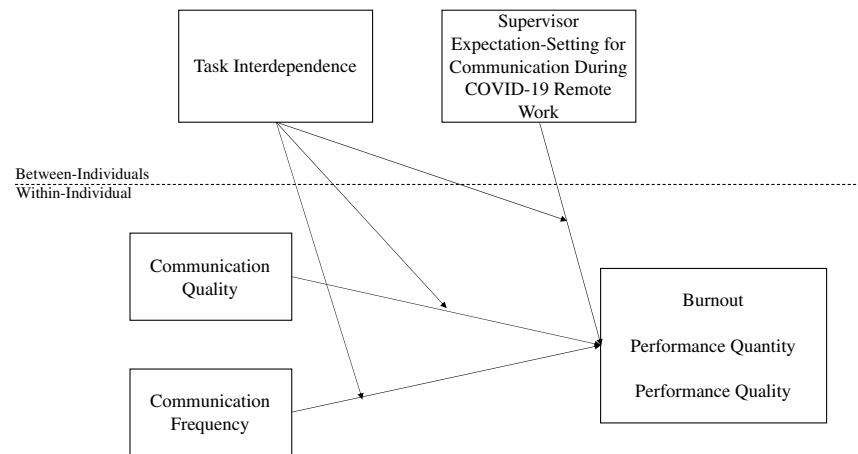 Task Interdependence
Supervisor
Expectation-Setting for
Communication During
COVID-19 Remote
Work
Between-Individuals
Within-Individual
Communication
Quality
Burnout
Performance Quantity
Performance Quality
Communication
Frequency